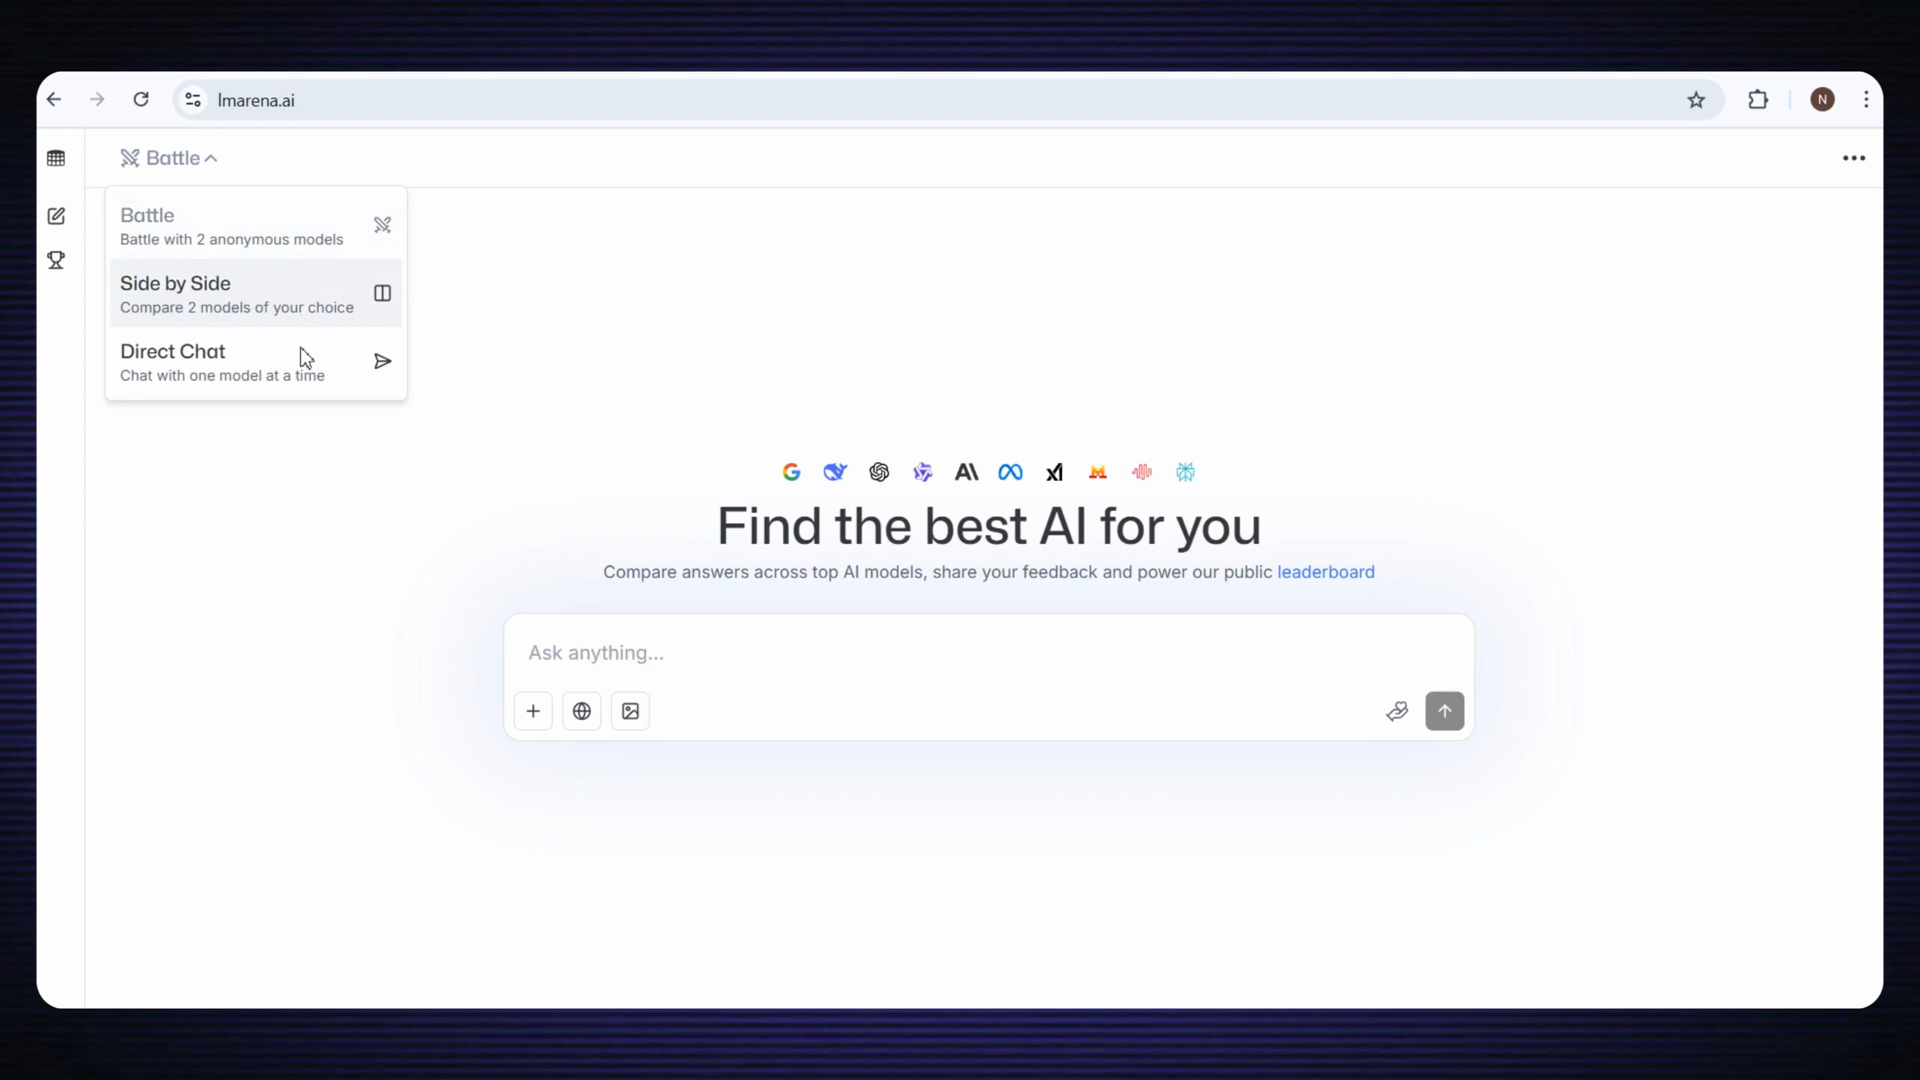 lmarena.ai
N
Battle
Battle
Battle with 2 anonymous models
Side by Side
Compare 2 models of your choice
Direct Chat
Chat with one model at a time
Find the best AI for you
Compare answers across top AI models, share your feedback and power our public leaderboard
Ask anything...